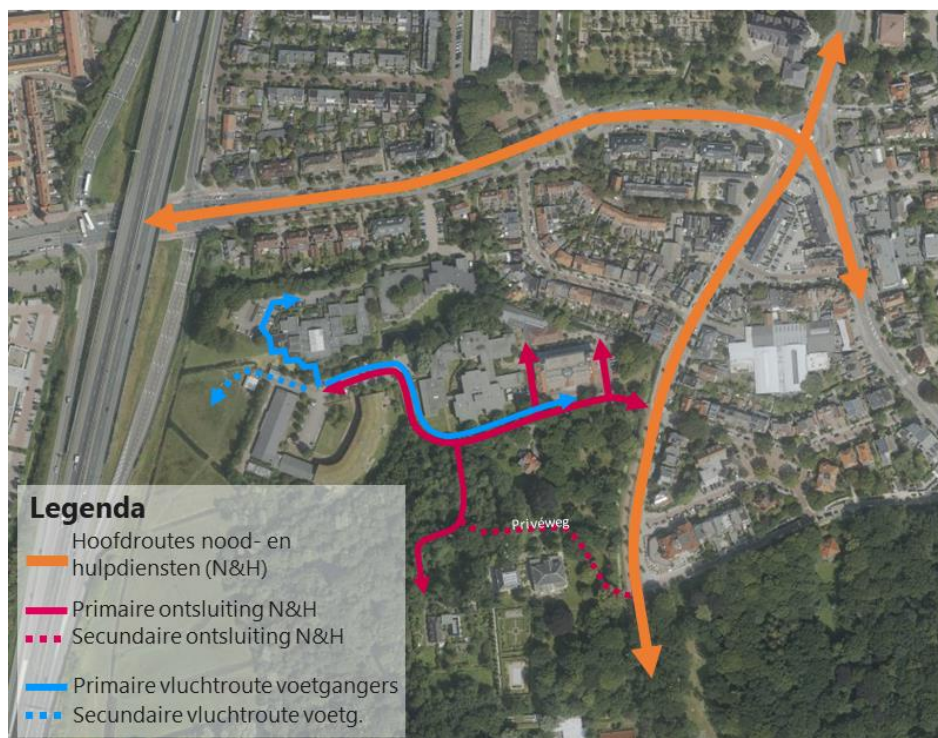 Privéweg
Legenda
Hoofdroutes nood- en
hulpdiensten (N&H)
Primaire ontsluiting N&H
Secundaire ontsluiting N&H
Primaire vluchtroute voetgangers
Secundaire vluchtroute voetg.